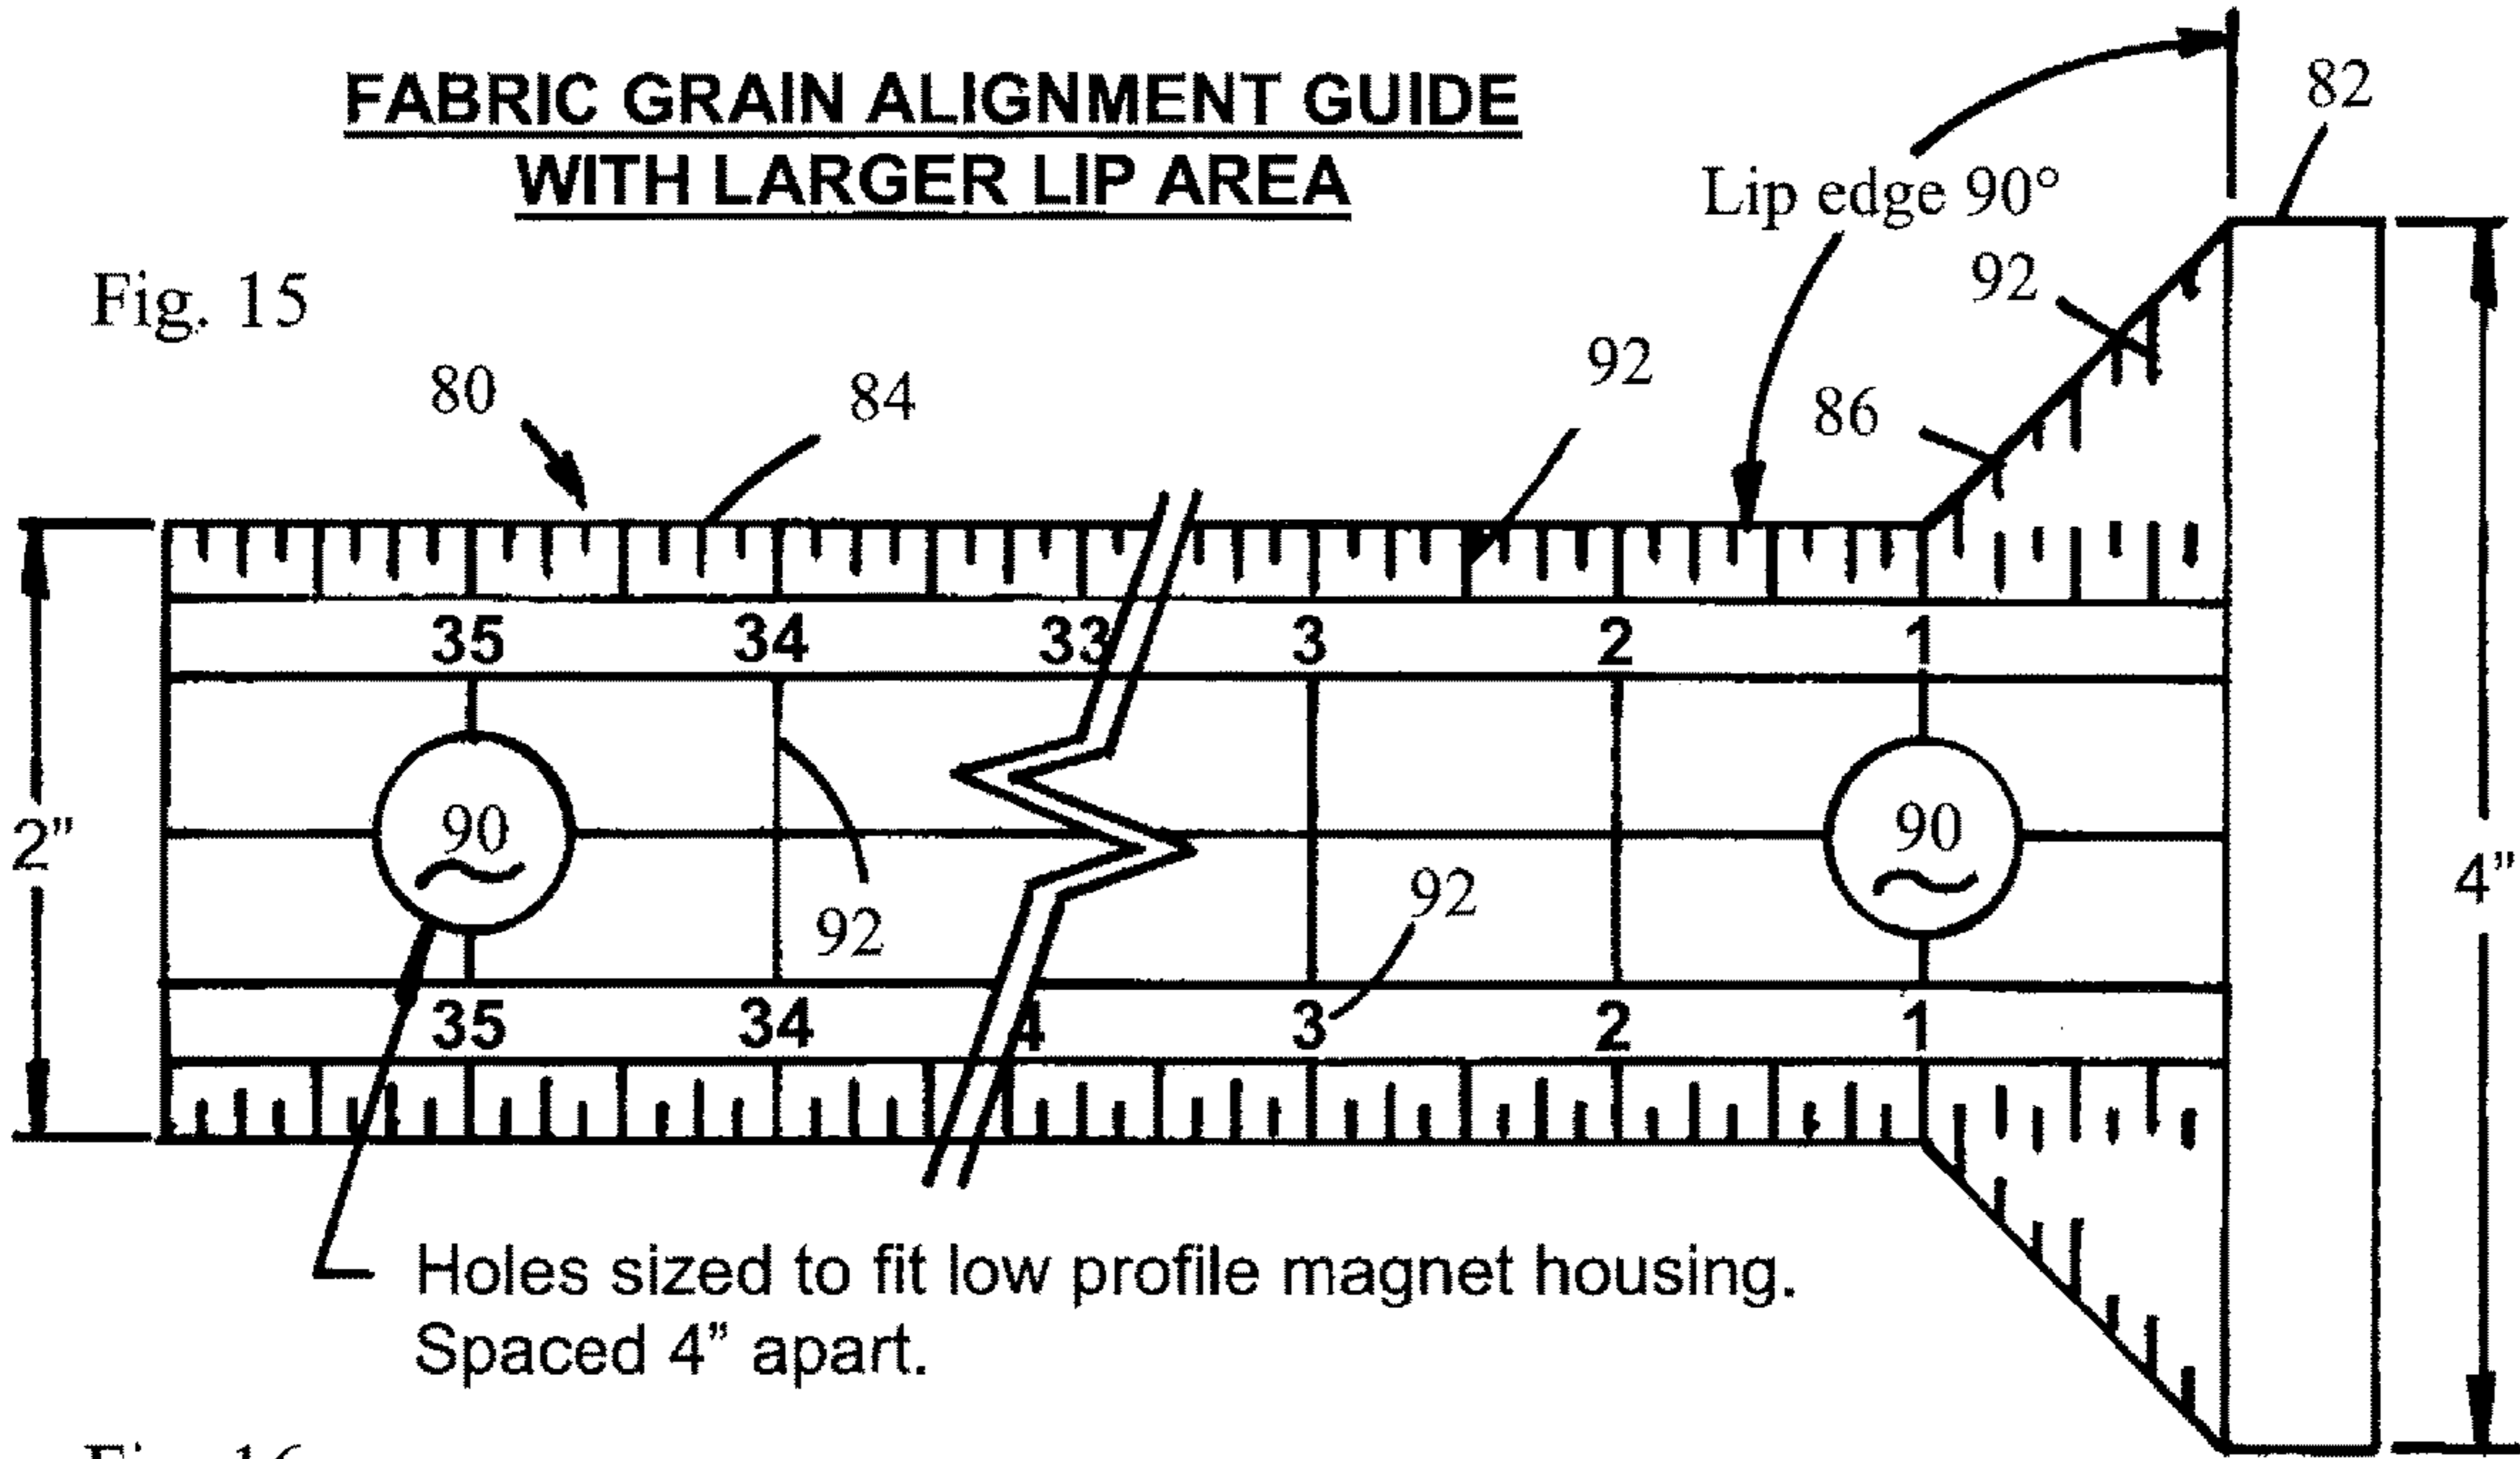 FABRIC GRAIN ALIGNMENT GUIDE
WITH LARGER LIP AREA
82
Lip edge 90°
Fig. 15
92
92
80
84
86
35 34 33 3 2 1
2"
90
90
4"
92
92
35 34 4 3 2 1
Holes sized to fit low profile magnet housing.
Spaced 4" apart.